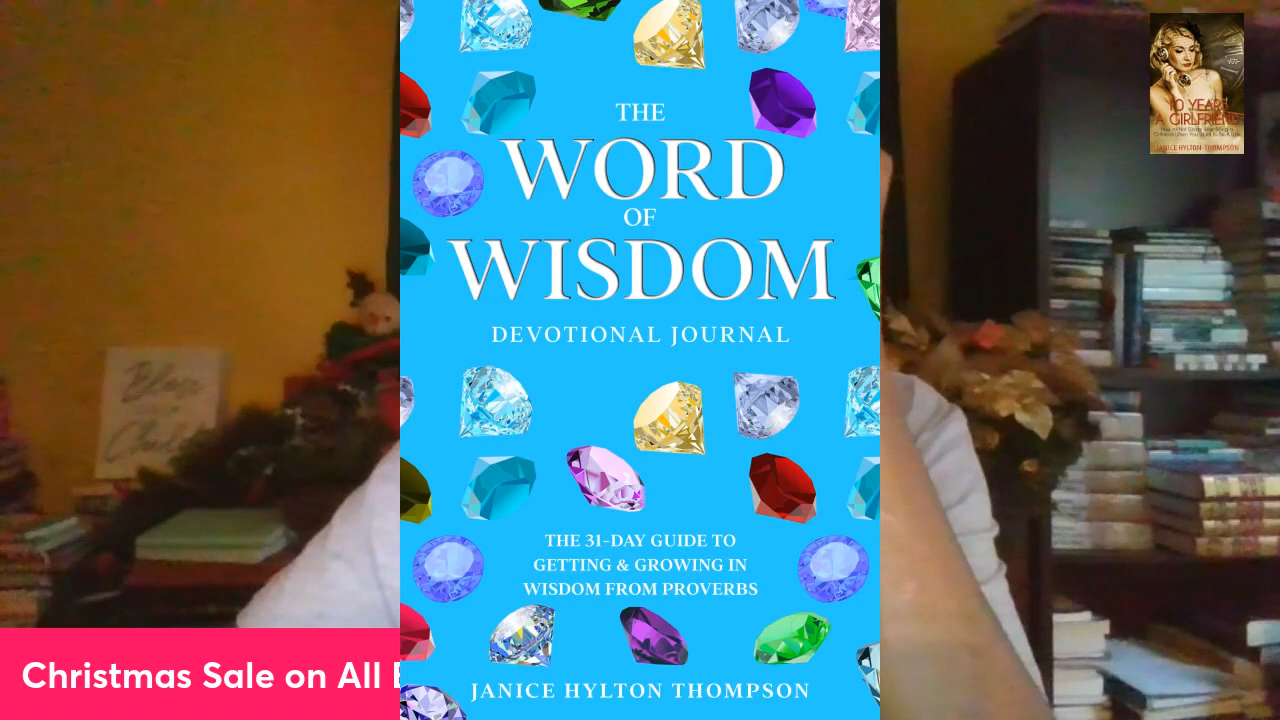 THE
WORD
OF
WISDOM
DEVOTIONAL JOURNAL
THE 31-DAY GUIDE TO
GETTING & GROWING IN
WISDOM FROM PROVERBS
JANICE HYLTON THOMPSON
Christmas Sale on All
10 YEARS
A GIRLFRIEND
JANICE HYLTON-THOMPSON